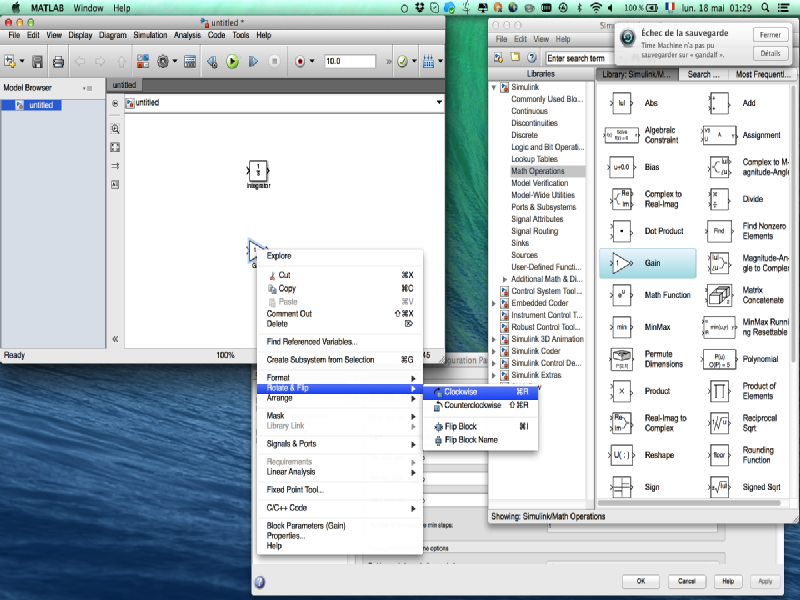 MATLAB Window Help
100 % lun. 18 mai 01:29
untitled *
File Edit View Display Diagram Simulation Analysis Code Tools Help
10.0
Model Browser
untitled
untitled
untitled
1
s
Integrator
Ready
100%
45
Explore
Cut ⌘X
Copy ⌘C
Paste ⌘V
Comment Out ⇧⌘X
Delete ⌦
Find Referenced Variables...
Create Subsystem from Selection ⌘G
Format
Rotate & Flip
Arrange
Mask
Library Link
Signals & Ports
Requirements
Linear Analysis
Fixed Point Tool...
C/C++ Code
Block Parameters (Gain)
Properties...
Help
Clockwise ⌘R
Counterclockwise ⇧⌘R
Flip Block ⌘I
Flip Block Name
File Edit View Help
Enter search term
Échec de la sauvegarde
Time Machine n'a pas pu
sauvegarder sur « gandalf ».
Fermer
Détails
Libraries
Simulink
Commonly Used Blo...
Continuous
Discontinuities
Discrete
Logic and Bit Operati...
Lookup Tables
Math Operations
Model Verification
Model-Wide Utilities
Ports & Subsystems
Signal Attributes
Signal Routing
Sinks
Sources
User-Defined Functi...
Additional Math & Di...
Control System Tool...
Embedded Coder
Instrument Control T...
Robust Control Tool...
Simulink 3D Animation
Simulink Coder
Simulink Control De...
Simulink Extras
Library: Simulink/M... Search ... Most Frequentl...
Abs
Add
Algebraic
Constraint
Assignment
Bias
Complex to M
agnitude-Angle
Complex to
Real-Imag
Divide
Dot Product
Find Nonzero
Elements
Gain
Magnitude-An
gle to Complex
Math Function
Matrix
Concatenate
MinMax
MinMax Runni
ng Resettable
Permute
Dimensions
Polynomial
Product
Product of
Elements
Real-Imag to
Complex
Reciprocal
Sqrt
Reshape
Rounding
Function
Sign
Signed Sqrt
Showing: Simulink/Math Operations
guration Pa
min steps:
ne options
OK Cancel Help Apply